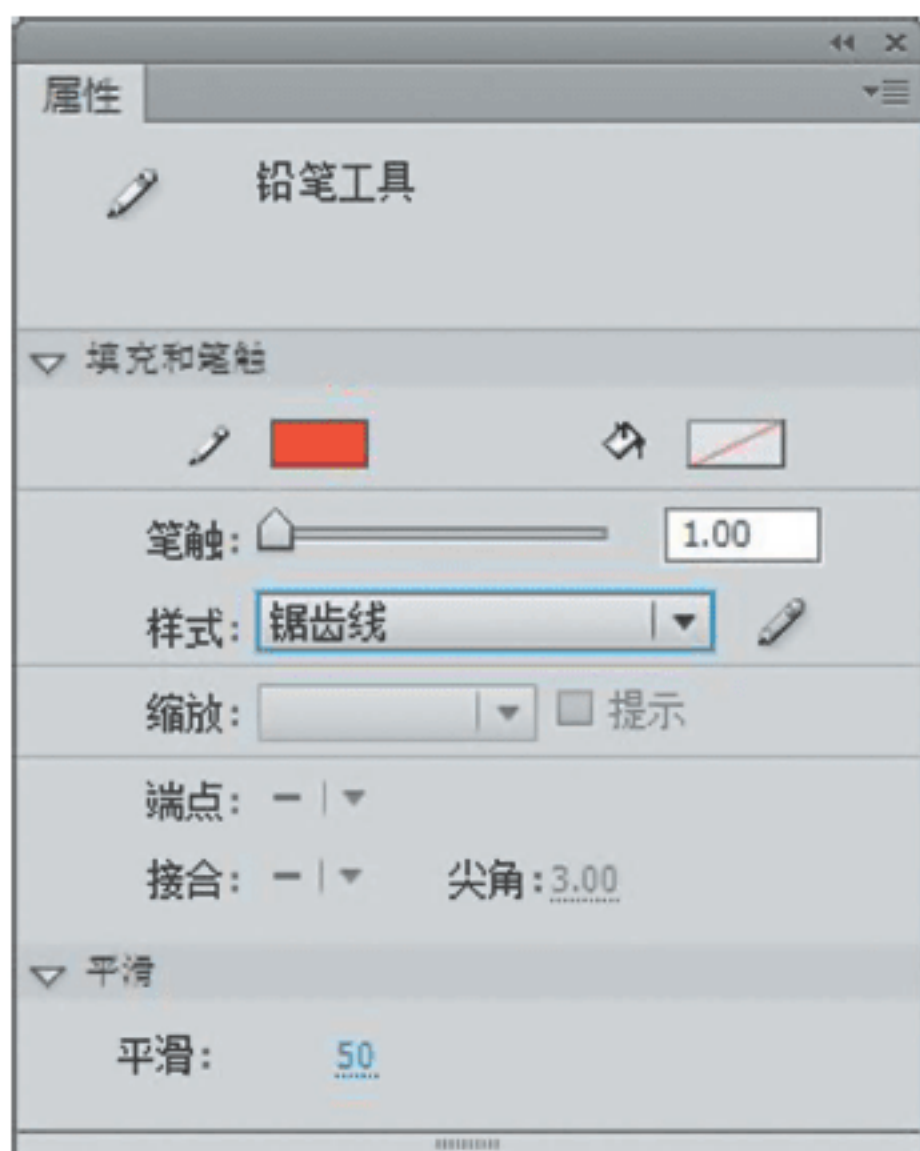 属性
铅笔工具
填充和笔触
笔触: 1.00
样式: 锯齿线
缩放: 提示
端点:
接合: 尖角:3.00
平滑
平滑: 50